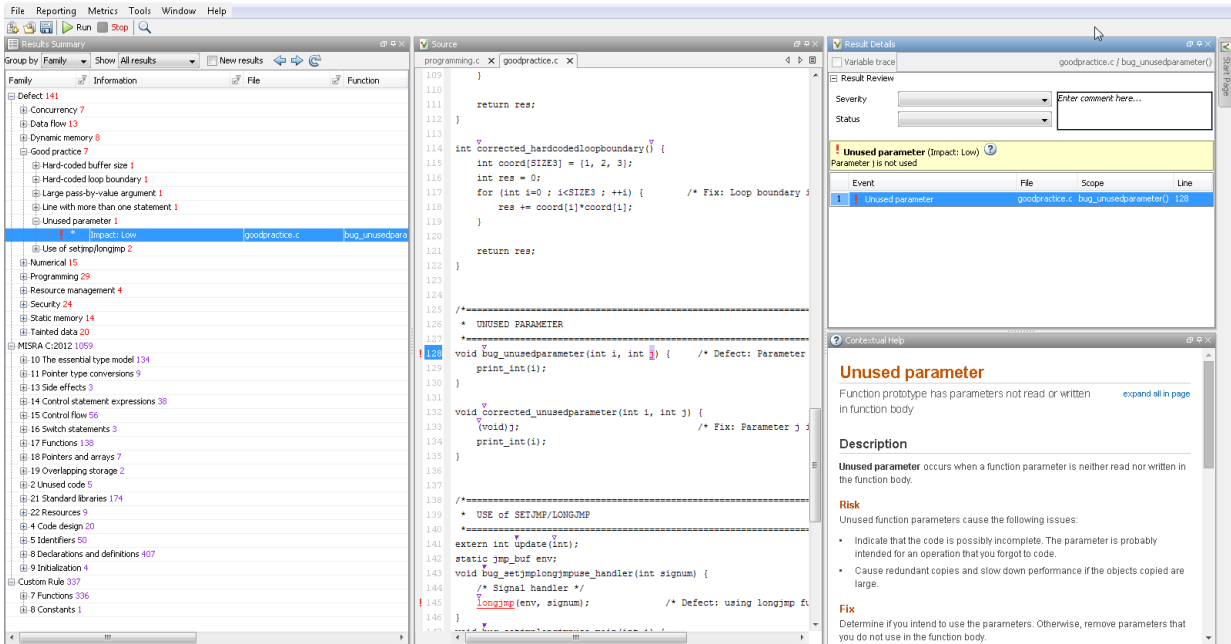 File Reporting Metrics Tools Window Help
Run Stop
Results Summary
Group by Family Show All results New results
Family Information File Function
Defect 141
Concurrency 7
Data flow 13
Dynamic memory 8
Good practice 7
Hard-coded buffer size 1
Hard-coded loop boundary 1
Large pass-by-value argument 1
Line with more than one statement 1
Unused parameter 1
! * Impact: Low goodpractice.c bug_unusedpara
Use of setjmp/longjmp 2
Numerical 15
Programming 29
Resource management 4
Security 24
Static memory 14
Tainted data 20
MISRA C:2012 1059
10 The essential type model 134
11 Pointer type conversions 9
13 Side effects 3
14 Control statement expressions 38
15 Control flow 56
16 Switch statements 3
17 Functions 138
18 Pointers and arrays 7
19 Overlapping storage 2
2 Unused code 5
21 Standard libraries 174
22 Resources 9
4 Code design 20
5 Identifiers 50
8 Declarations and definitions 407
9 Initialization 4
Custom Rule 337
7 Functions 336
8 Constants 1
Source
programming.c x goodpractice.c x
109 }
110
111 return res;
112 }
113
114 int corrected_hardcodedloopboundary() {
115 int coord[SIZE3] = {1, 2, 3};
116 int res = 0;
117 for (int i=0 ; i<SIZE3 ; ++i) { /* Fix: Loop boundary i
118 res += coord[i]*coord[i];
119 }
120
121 return res;
122 }
123
124
125 /*==================================================
126 * UNUSED PARAMETER
127 *==================================================
! 128 void bug_unusedparameter(int i, int j) { /* Defect: Parameter
129 print_int(i);
130 }
131
132 void corrected_unusedparameter(int i, int j) {
133 (void)j; /* Fix: Parameter j i
134 print_int(i);
135 }
136
137
138 /*==================================================
139 * USE of SETJMP/LONGJMP
140 *==================================================
141 extern int update(int);
142 static jmp_buf env;
143 void bug_setjmplongjmpuse_handler(int signum) {
144 /* Signal handler */
! 145 longjmp(env, signum); /* Defect: using longjmp fu
146 }
Result Details
Variable trace goodpractice.c / bug_unusedparameter()
Result Review
Severity Enter comment here...
Status
! Unused parameter (Impact: Low) ?
Parameter j is not used
Event File Scope Line
1 ! Unused parameter goodpractice.c bug_unusedparameter() 128
Contextual Help
Unused parameter
Function prototype has parameters not read or written expand all in page
in function body
Description
Unused parameter occurs when a function parameter is neither read nor written in
the function body.
Risk
Unused function parameters cause the following issues:
• Indicate that the code is possibly incomplete. The parameter is probably
intended for an operation that you forgot to code.
• Cause redundant copies and slow down performance if the objects copied are
large.
Fix
Determine if you intend to use the parameters. Otherwise, remove parameters that
you do not use in the function body.
Start Page